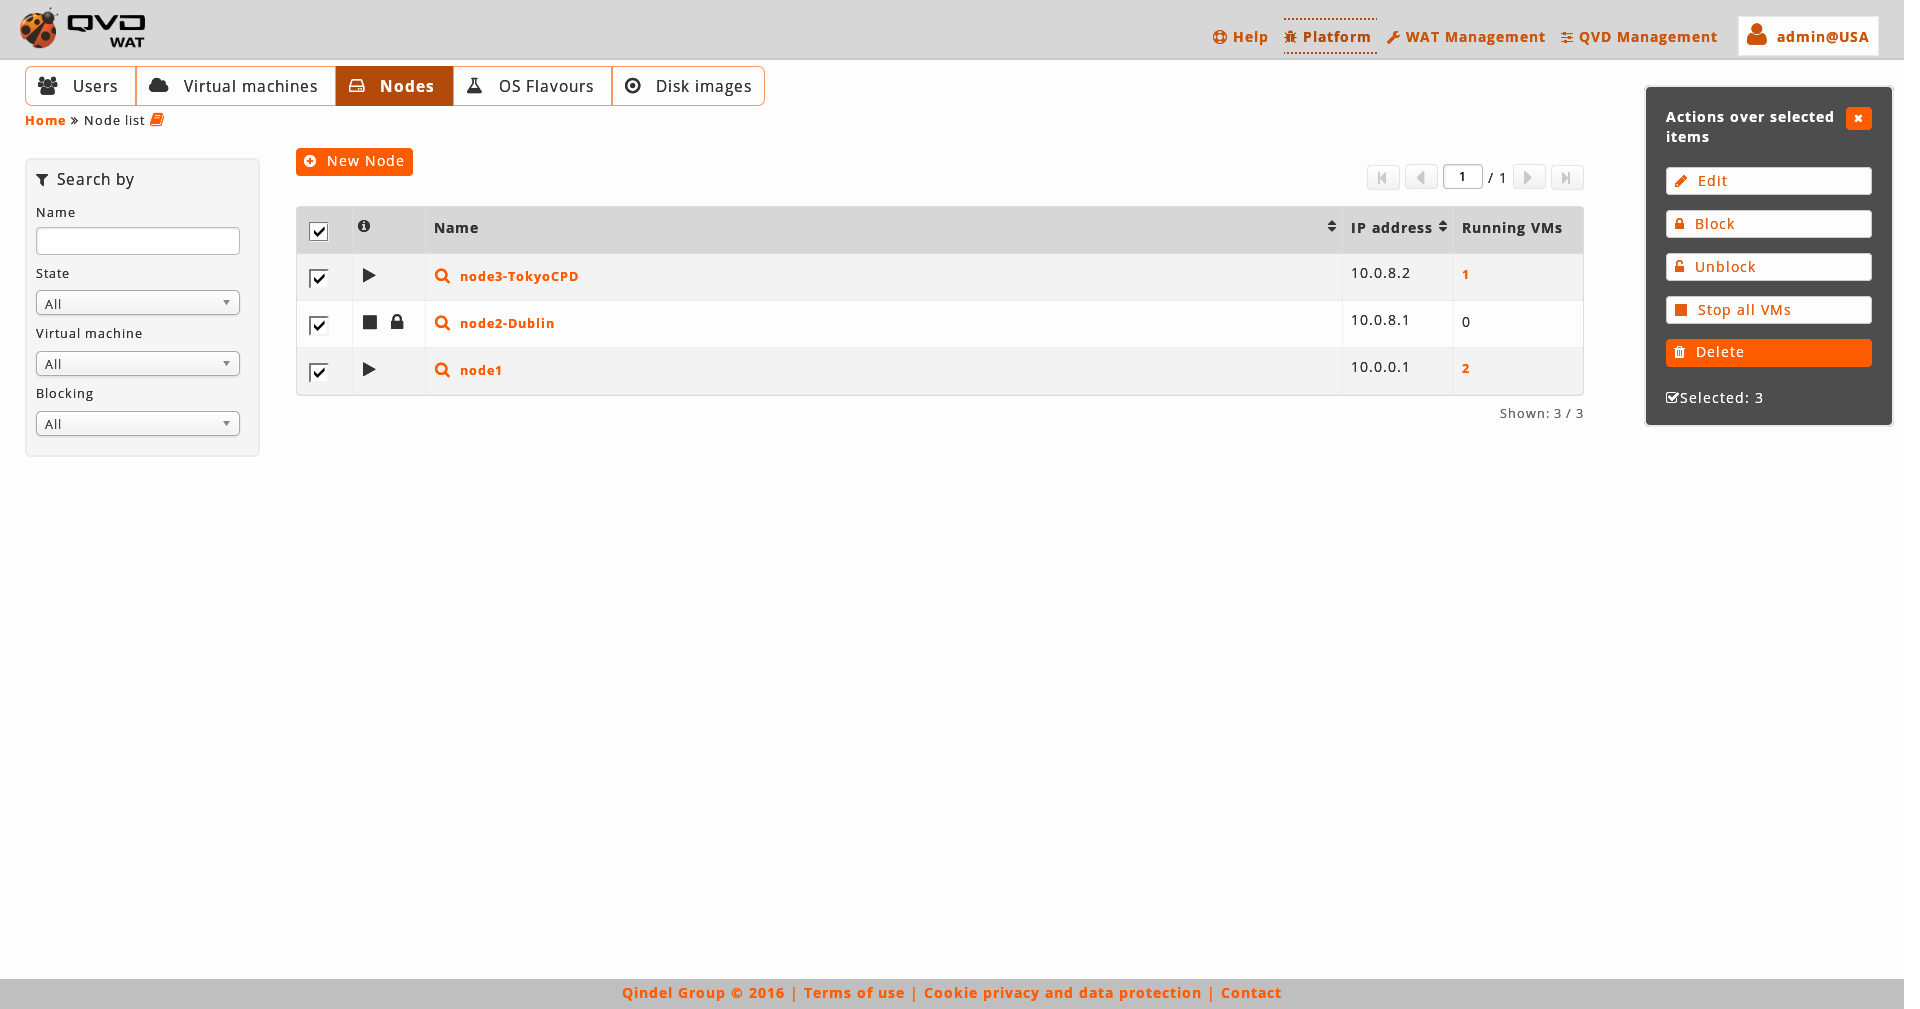 QVD
WAT
Help
Platform
WAT Management
QVD Management
admin@USA
Users
Virtual machines
Nodes
OS Flavours
Disk images
Home » Node list
Search by
Name
State
All
Virtual machine
All
Blocking
All
New Node
1 / 1
Name IP address Running VMs
node3-TokyoCPD 10.0.8.2 1
node2-Dublin 10.0.8.1 0
node1 10.0.0.1 2
Shown: 3 / 3
Actions over selected
items
Edit
Block
Unblock
Stop all VMs
Delete
Selected: 3
Qindel Group © 2016 | Terms of use | Cookie privacy and data protection | Contact